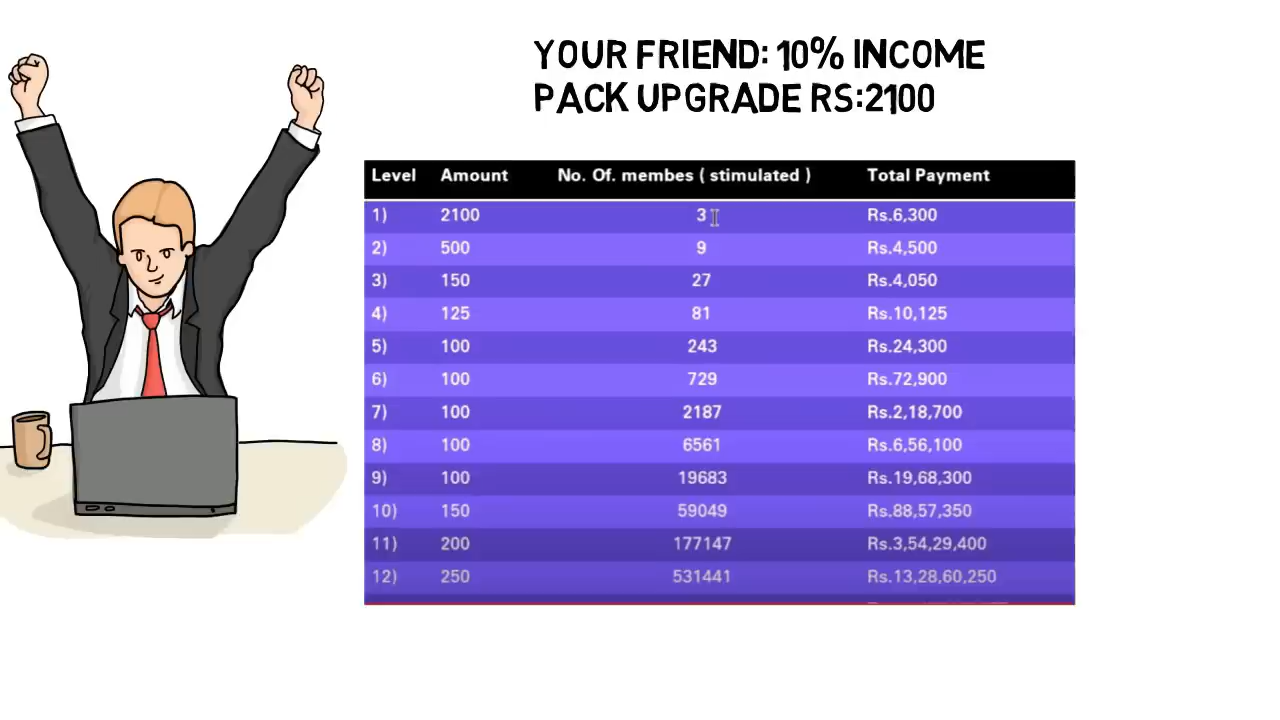 YOUR FRIEND: 10% INCOME
PACK UPGRADE RS:2100
Level Amount No. Of. membes ( stimulated ) Total Payment
1) 2100 3 Rs.6,300
2) 500 9 Rs.4,500
3) 150 27 Rs.4,050
4) 125 81 Rs.10,125
5) 100 243 Rs.24,300
6) 100 729 Rs.72,900
7) 100 2187 Rs.2,18,700
8) 100 6561 Rs.6,56,100
9) 100 19683 Rs.19,68,300
10) 150 59049 Rs.88,57,350
11) 200 177147 Rs.3,54,29,400
12) 250 531441 Rs.13,28,60,250